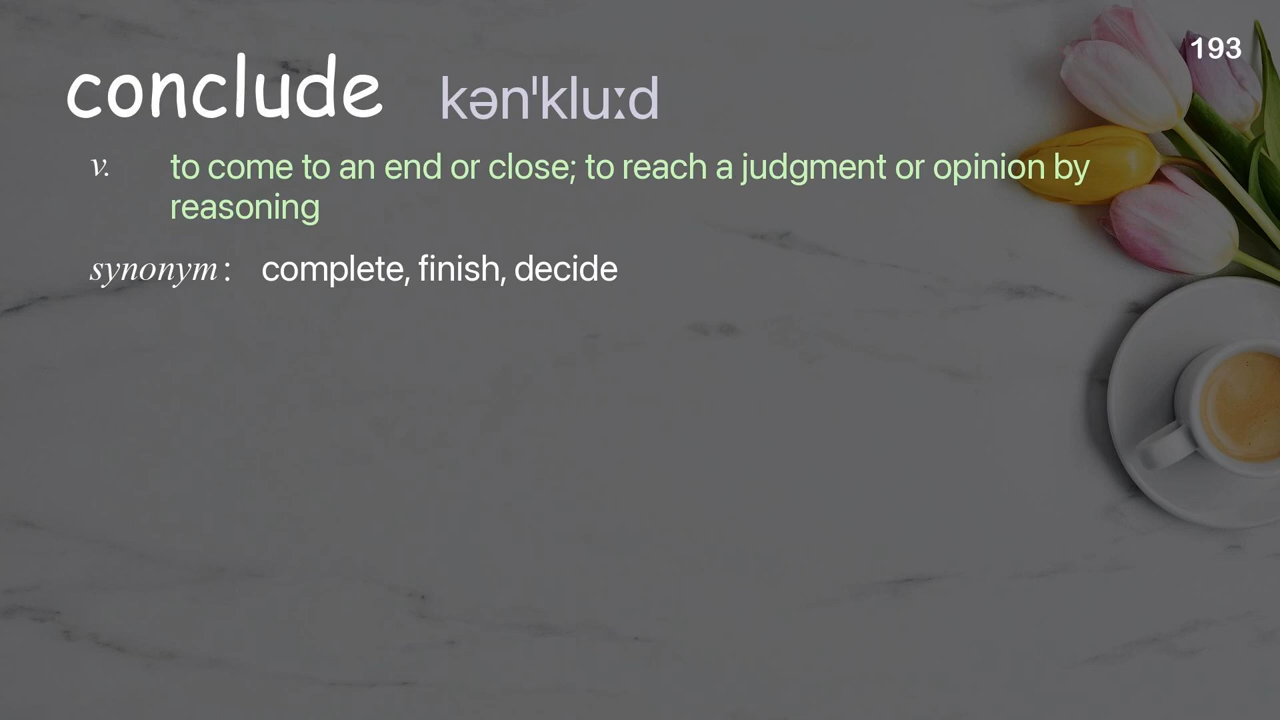 193
conclude kən'kluːd
v. to come to an end or close; to reach a judgment or opinion by
reasoning
synonym: complete, finish, decide